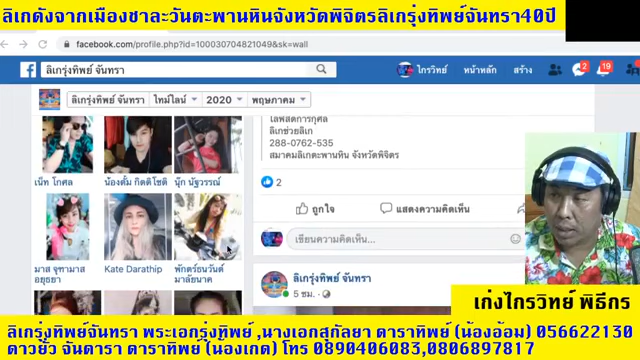 ลิเกดังจากเมืองชาละวันตะพานหินจังหวัดพิจิตรลิเกรุ่งทิพย์จันทรา40ปี
facebook.com/profile.php?id=100030704821049&sk=wall
ลิเกรุ่งทิพย์ จันทรา
ไกรวิทย์
หน้าหลัก
สร้าง
2
19
ลิเกรุ่งทิพย์ จันทรา
ไทม์ไลน์
2020
พฤษภาคม
ไลฟ์สดการกุศล
ลิเกช่วยลิเก
288-0762-535
สมาคมลิเกตะพานหิน จังหวัดพิจิตร
เน็ท โกศล
น้องตั้ม กิตติโชติ
นุ๊ก นัฐวรรณ์
2
ถูกใจ
แสดงความคิดเห็น
เขียนความคิดเห็น...
มาส จุฑามาส อยุธยา
Kate Darathip
พักตร์ธนวันต์ มาลัยนาค
ลิเกรุ่งทิพย์ จันทรา
5 ชม.
เก่งไกรวิทย์ พิธีกร
ลิเกรุ่งทิพย์จันทรา พระเอกรุ่งทิพย์ ,นางเอกสุกัลยา ดาราทิพย์ (น้องอ้อม) 056622130
ดาวยั่ว จันดารา ดาราทิพย์ (น้องเกด) โทร 0890406083,0806897817